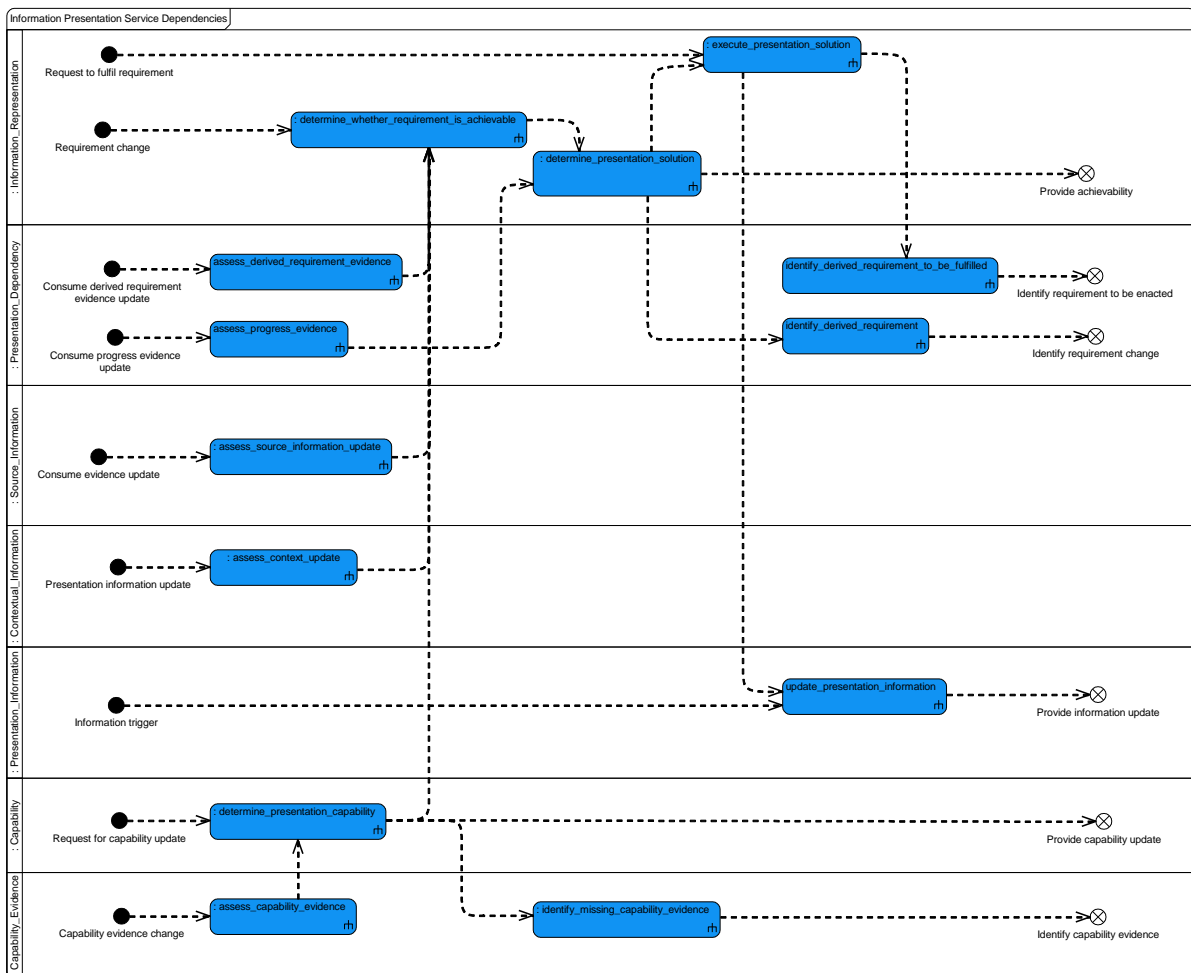 Information Presentation Service Dependencies
: Information_Representation
: execute_presentation_solution
Request to fulfil requirement
: determine_whether_requirement_is_achievable
Requirement change
: determine_presentation_solution
Provide achievability
: Presentation_Dependency
assess_derived_requirement_evidence
identify_derived_requirement_to_be_fulfilled
Consume derived requirement
evidence update
Identify requirement to be enacted
assess_progress_evidence
identify_derived_requirement
Consume progress evidence
update
Identify requirement change
: Source_Information
: assess_source_information_update
Consume evidence update
: Contextual_Information
: assess_context_update
Presentation information update
: Presentation_Information
update_presentation_information
Information trigger
Provide information update
: Capability
: determine_presentation_capability
Request for capability update
Provide capability update
Capability_Evidence
: assess_capability_evidence
: identify_missing_capability_evidence
Capability evidence change
Identify capability evidence